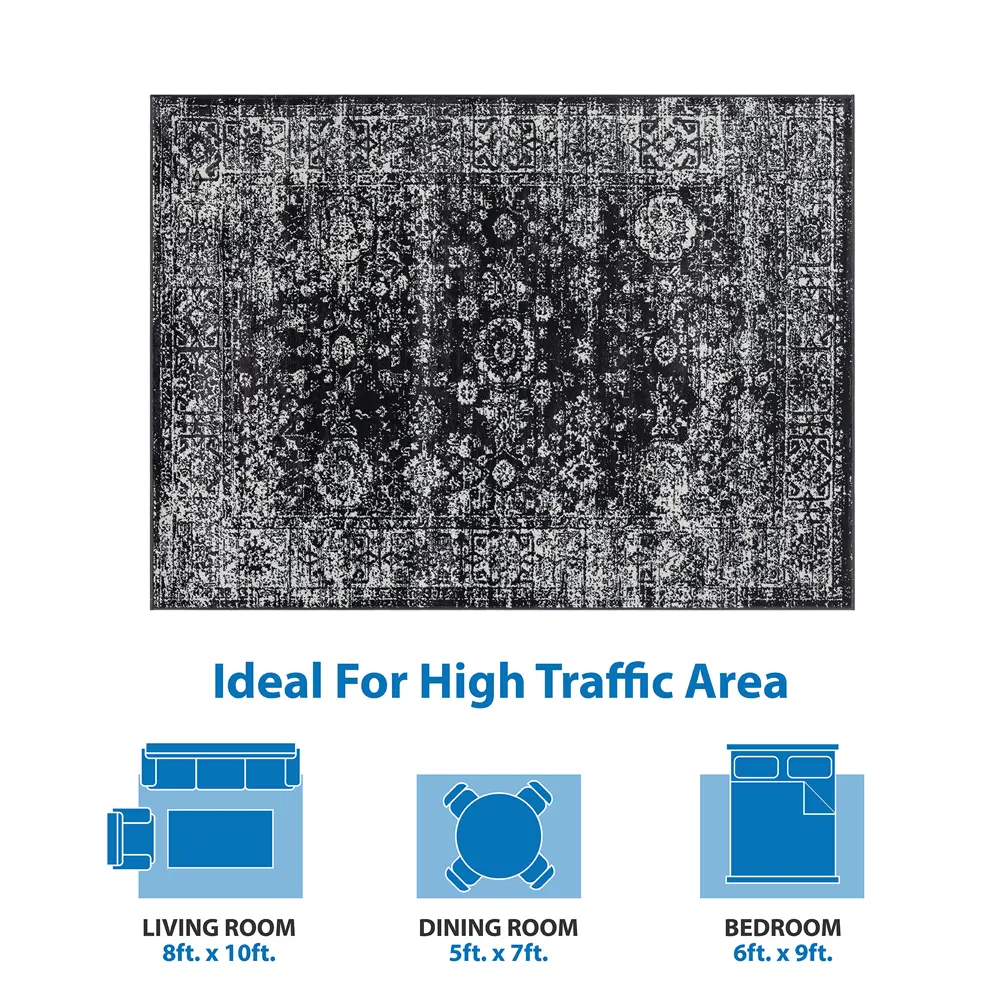 Ideal For High Traffic Area
LIVING ROOM
8ft. x 10ft.
DINING ROOM
5ft. x 7ft.
BEDROOM
6ft. x 9ft.